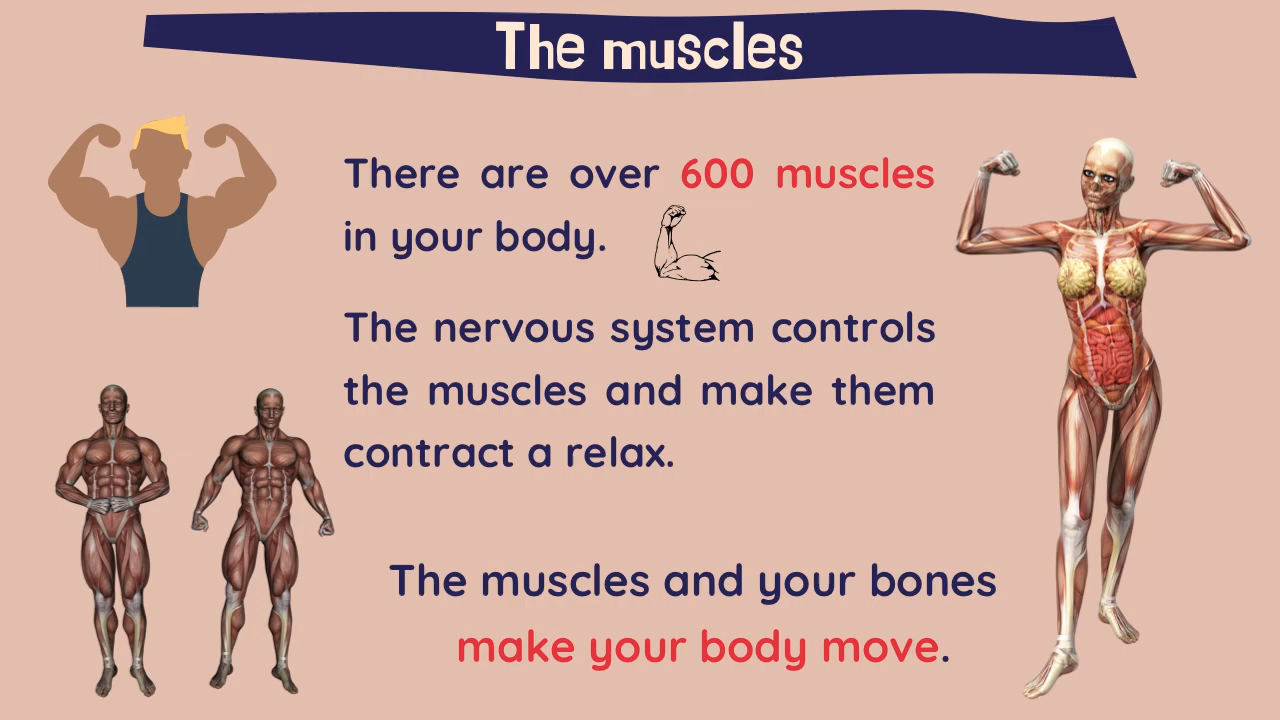 The muscles
There are over 600 muscles
in your body.
The nervous system controls
the muscles and make them
contract a relax.
The muscles and your bones
make your body move.